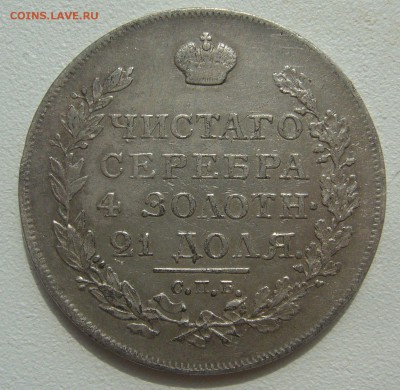 COINS.LAVE.RU
ЧИСТАГО
СЕРЕБРА
4 ЗОЛОТН.
21 ДОЛЯ.
С.П.Б.